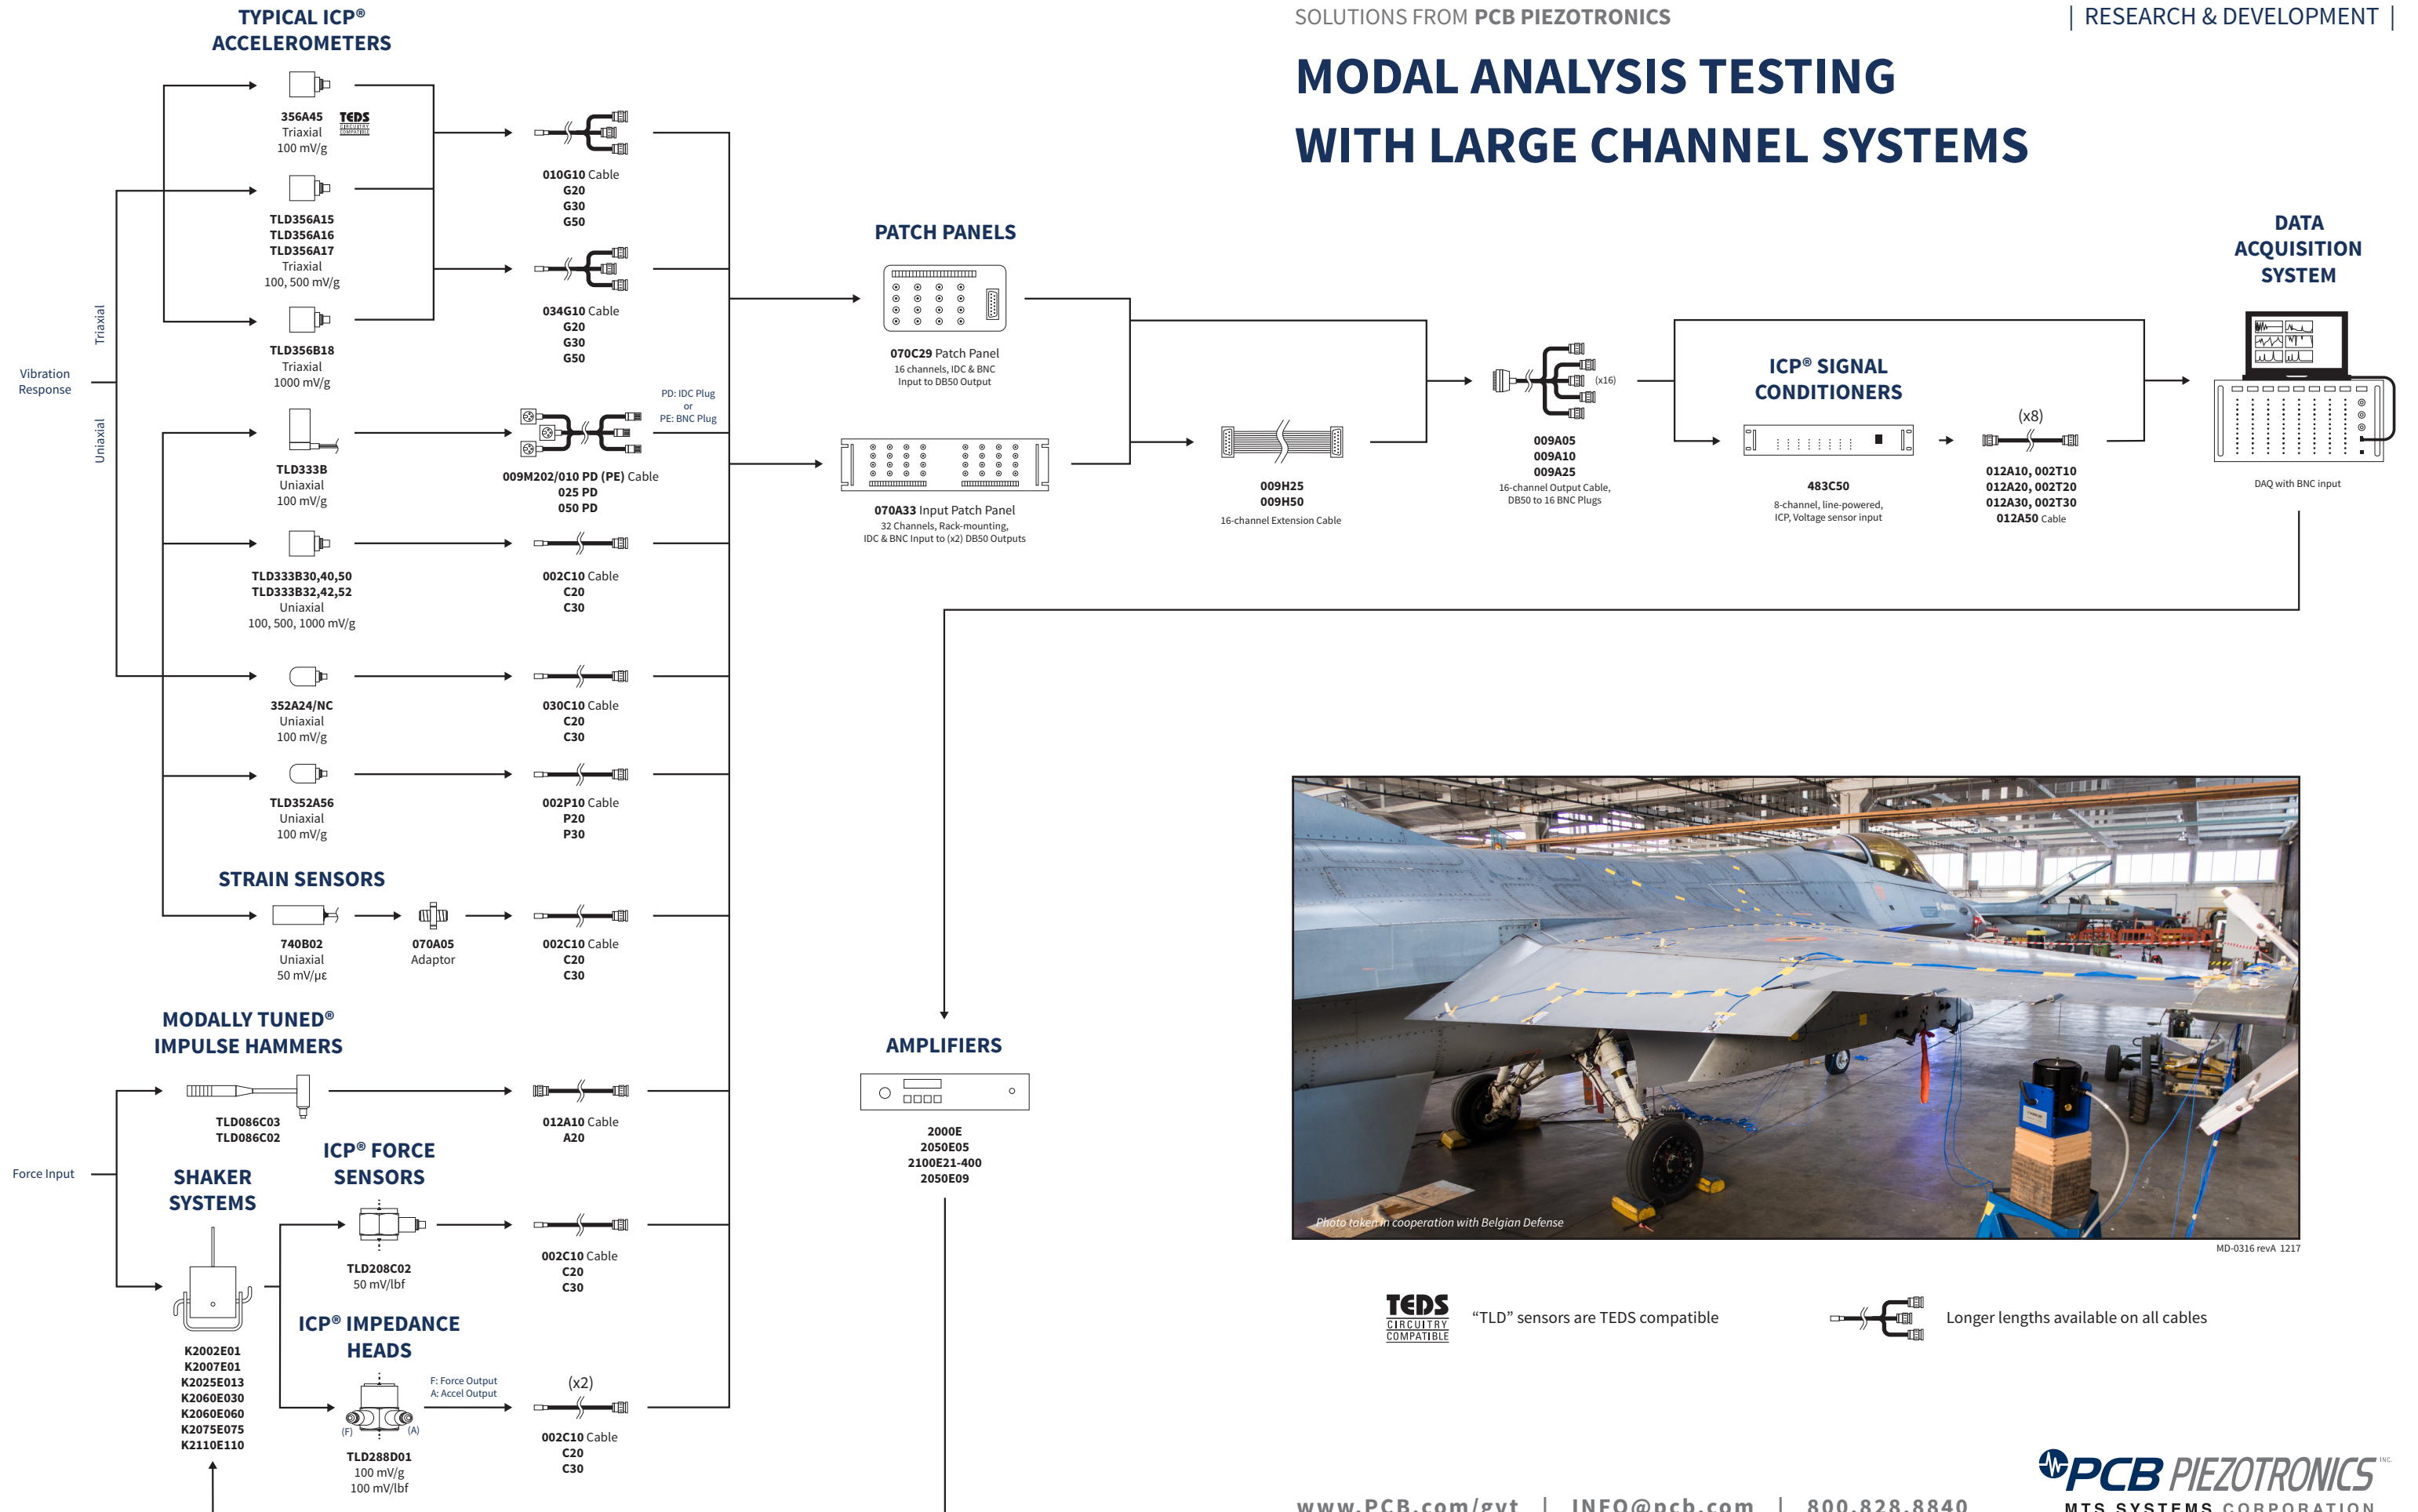 SOLUTIONS FROM PCB PIEZOTRONICS
| RESEARCH & DEVELOPMENT |
MODAL ANALYSIS TESTING
WITH LARGE CHANNEL SYSTEMS
TYPICAL ICP®
ACCELEROMETERS
356A45
Triaxial
100 mV/g
TEDS
CIRCUITRY
COMPATIBLE
TLD356A15
TLD356A16
TLD356A17
Triaxial
100, 500 mV/g
TLD356B18
Triaxial
1000 mV/g
Vibration
Response
Triaxial
Uniaxial
TLD333B
Uniaxial
100 mV/g
TLD333B30,40,50
TLD333B32,42,52
Uniaxial
100, 500, 1000 mV/g
352A24/NC
Uniaxial
100 mV/g
TLD352A56
Uniaxial
100 mV/g
STRAIN SENSORS
740B02
Uniaxial
50 mV/µε
070A05
Adaptor
010G10 Cable
G20
G30
G50
034G10 Cable
G20
G30
G50
PD: IDC Plug
or
PE: BNC Plug
009M202/010 PD (PE) Cable
025 PD
050 PD
002C10 Cable
C20
C30
030C10 Cable
C20
C30
002P10 Cable
P20
P30
002C10 Cable
C20
C30
MODALLY TUNED®
IMPULSE HAMMERS
TLD086C03
TLD086C02
012A10 Cable
A20
Force Input
SHAKER
SYSTEMS
K2002E01
K2007E01
K2025E013
K2060E030
K2060E060
K2075E075
K2110E110
ICP® FORCE
SENSORS
TLD208C02
50 mV/lbf
002C10 Cable
C20
C30
ICP® IMPEDANCE
HEADS
F: Force Output
A: Accel Output
(F)
(A)
TLD288D01
100 mV/g
100 mV/lbf
(x2)
002C10 Cable
C20
C30
PATCH PANELS
070C29 Patch Panel
16 channels, IDC & BNC
Input to DB50 Output
070A33 Input Patch Panel
32 Channels, Rack-mounting,
IDC & BNC Input to (x2) DB50 Outputs
009H25
009H50
16-channel Extension Cable
(x16)
009A05
009A10
009A25
16-channel Output Cable,
DB50 to 16 BNC Plugs
ICP® SIGNAL
CONDITIONERS
483C50
8-channel, line-powered,
ICP, Voltage sensor input
(x8)
012A10, 002T10
012A20, 002T20
012A30, 002T30
012A50 Cable
DATA
ACQUISITION
SYSTEM
DAQ with BNC input
AMPLIFIERS
2000E
2050E05
2100E21-400
2050E09
Photo taken in cooperation with Belgian Defense
MD-0316 revA 1217
TEDS
CIRCUITRY
COMPATIBLE
“TLD” sensors are TEDS compatible
Longer lengths available on all cables
www.PCB.com/gvt | INFO@pcb.com | 800.828.8840
PCB PIEZOTRONICS INC.
MTS SYSTEMS CORPORATION